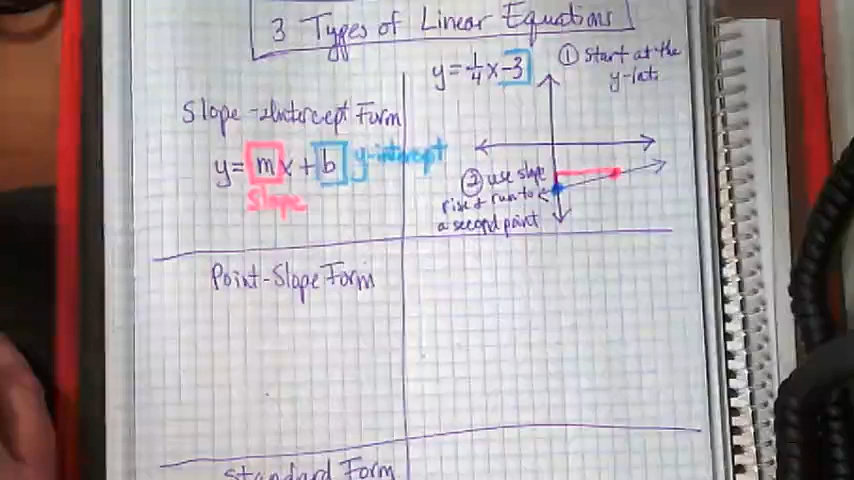 3 Types of Linear Equations
Slope-Intercept Form
y=mx+b y-intercept
Slope
y=1/4x-3
① Start at the
y-int.
② use slope
rise & run to
a second point
Point-Slope Form
Standard Form